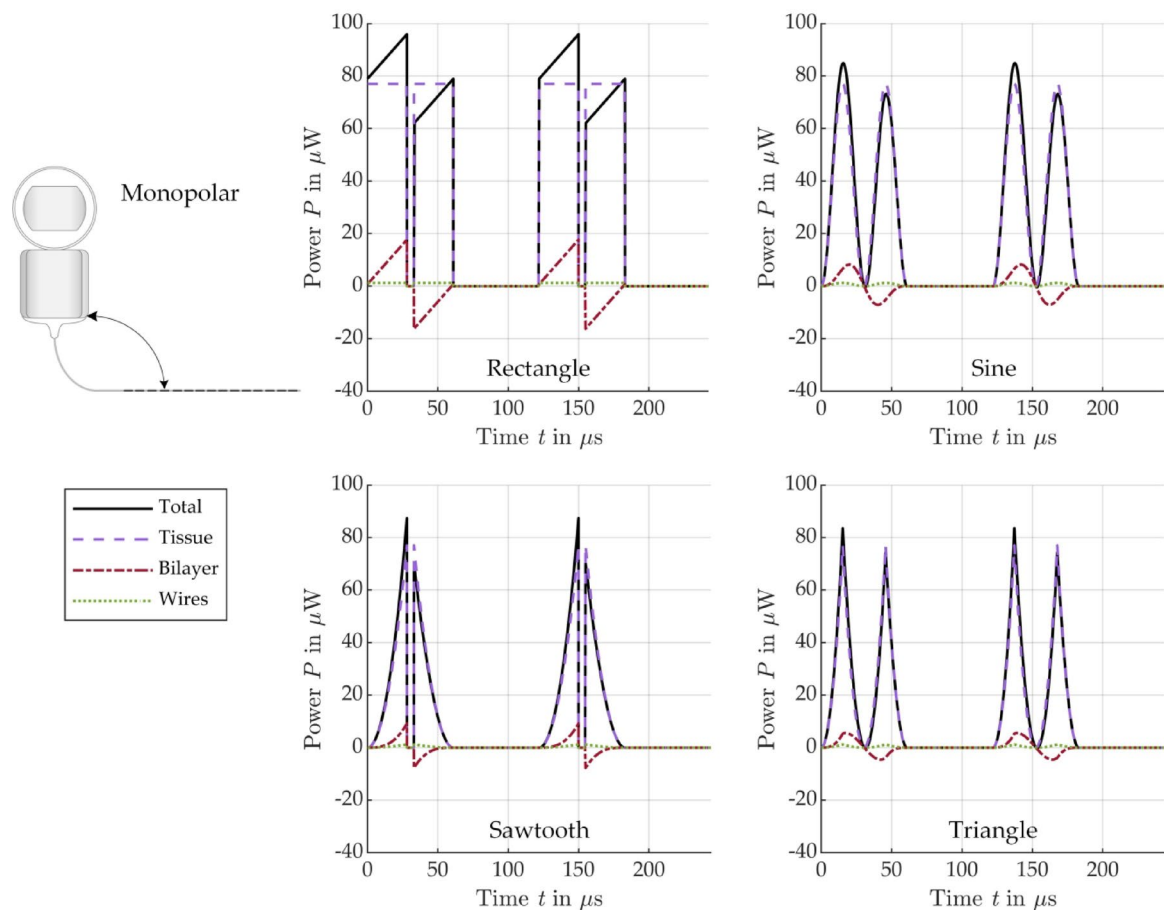 Monopolar
100
80
60
40
20
0
-20
-40
Power P in μW
Rectangle
0 50 100 150 200
Time t in μs
100
80
60
40
20
0
-20
-40
Power P in μW
Sine
0 50 100 150 200
Time t in μs
Total
Tissue
Bilayer
Wires
100
80
60
40
20
0
-20
-40
Power P in μW
Sawtooth
0 50 100 150 200
Time t in μs
100
80
60
40
20
0
-20
-40
Power P in μW
Triangle
0 50 100 150 200
Time t in μs